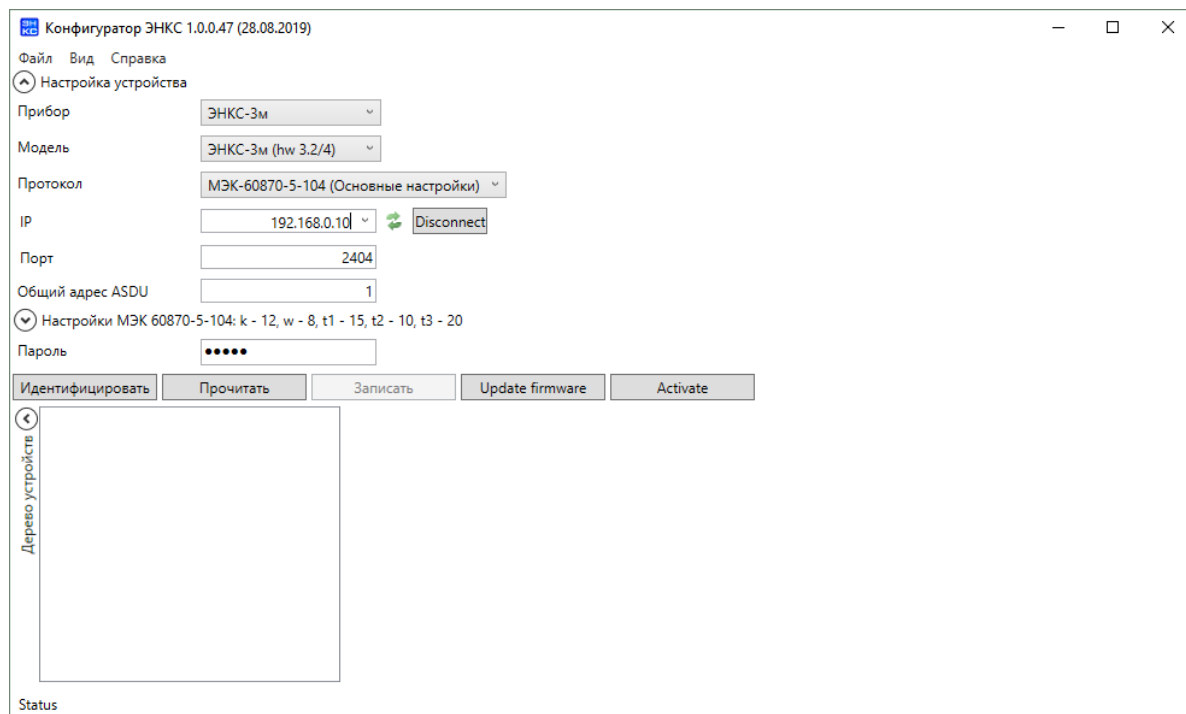 ЭН
КС
Конфигуратор ЭНКС 1.0.0.47 (28.08.2019)
Файл Вид Справка
Настройка устройства
Прибор ЭНКС-3м
Модель ЭНКС-3м (hw 3.2/4)
Протокол МЭК-60870-5-104 (Основные настройки)
IP 192.168.0.10 Disconnect
Порт 2404
Общий адрес ASDU 1
Настройки МЭК 60870-5-104: k - 12, w - 8, t1 - 15, t2 - 10, t3 - 20
Пароль •••••
Идентифицировать Прочитать Записать Update firmware Activate
Дерево устройств
Status